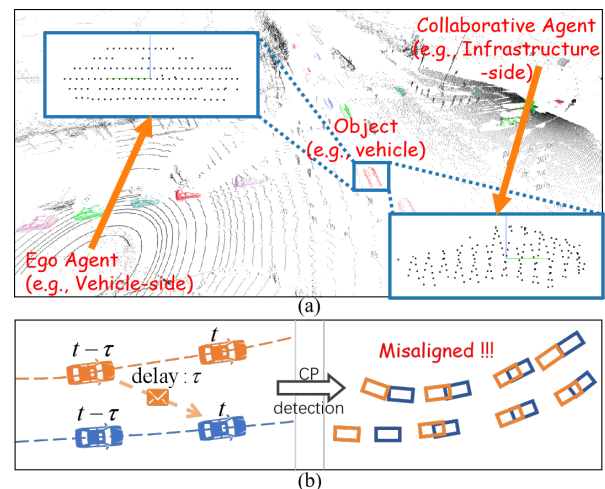 Collaborative Agent
(e.g., Infrastructure
-side)
Object
(e.g., vehicle)
Ego Agent
(e.g., Vehicle-side)
(a)
t − τ
t
delay : τ
t − τ
t
CP
detection
Misaligned !!!
(b)